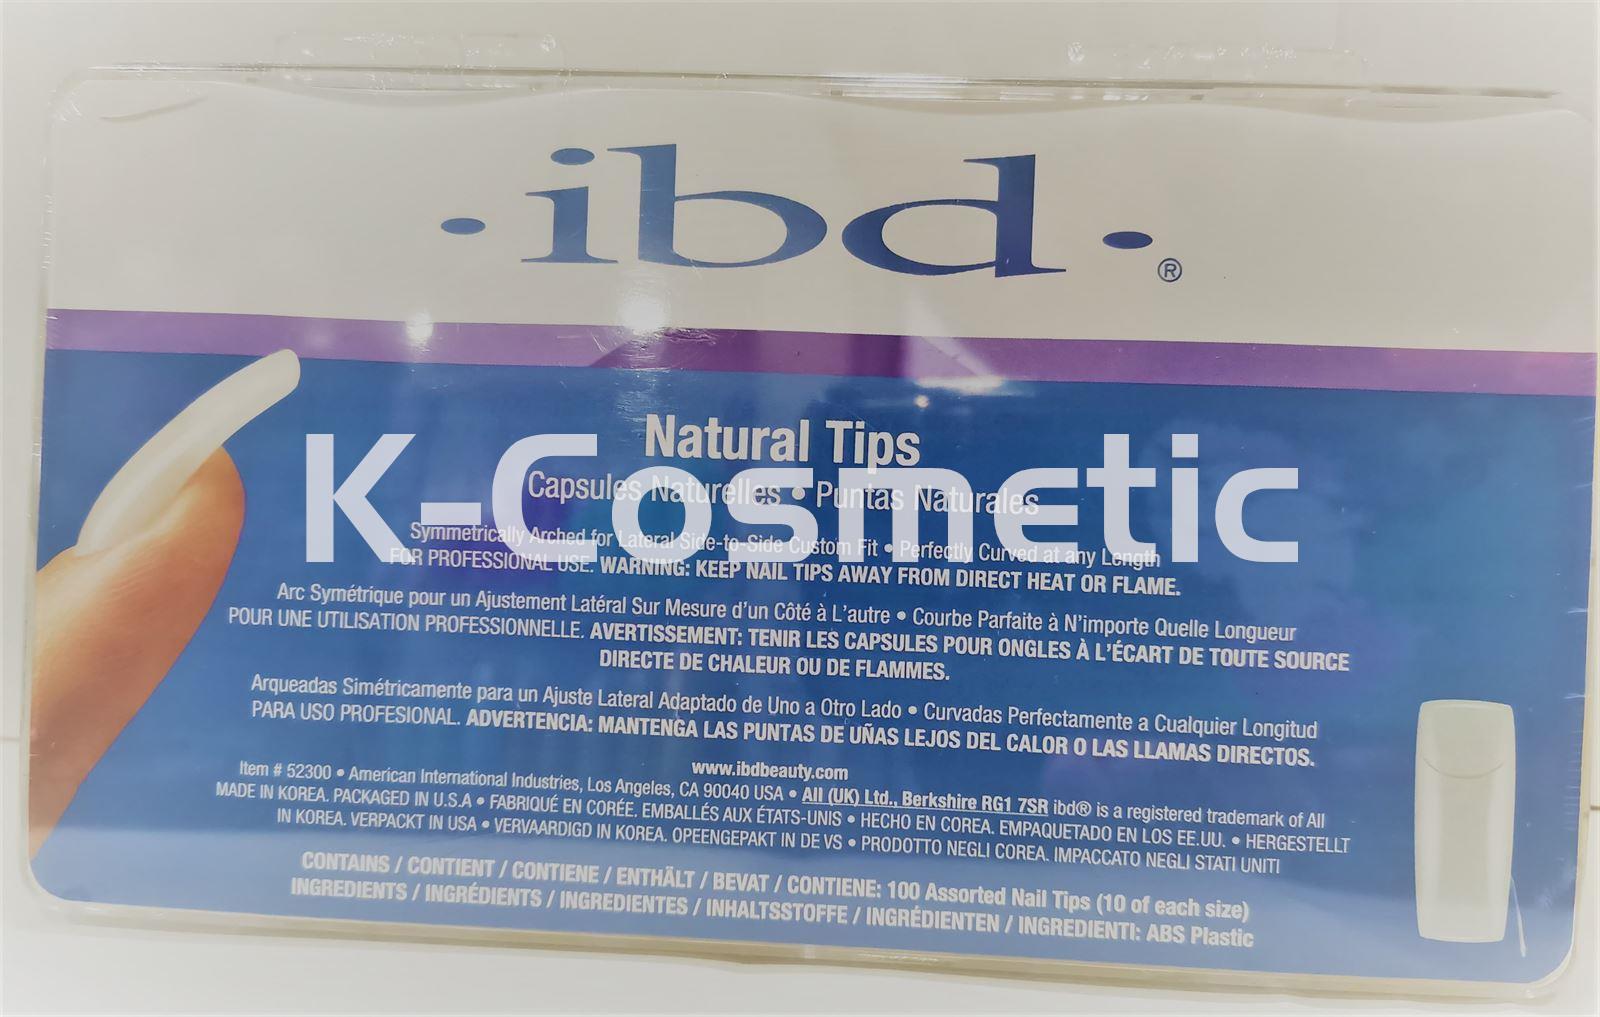 ·ibd·®
Natural Tips
Capsules Naturelles • Puntas Naturales
K-Cosmetic
Symmetrically Arched for Lateral Side-to-Side Custom Fit • Perfectly Curved at any Length
FOR PROFESSIONAL USE. WARNING: KEEP NAIL TIPS AWAY FROM DIRECT HEAT OR FLAME.
Arc Symétrique pour un Ajustement Latéral Sur Mesure d'un Côté à L'autre • Courbe Parfaite à N'importe Quelle Longueur
POUR UNE UTILISATION PROFESSIONNELLE. AVERTISSEMENT: TENIR LES CAPSULES POUR ONGLES À L'ÉCART DE TOUTE SOURCE
DIRECTE DE CHALEUR OU DE FLAMMES.
Arqueadas Simétricamente para un Ajuste Lateral Adaptado de Uno a Otro Lado • Curvadas Perfectamente a Cualquier Longitud
PARA USO PROFESIONAL. ADVERTENCIA: MANTENGA LAS PUNTAS DE UÑAS LEJOS DEL CALOR O LAS LLAMAS DIRECTOS.
www.ibdbeauty.com
Item # 52300 • American International Industries, Los Angeles, CA 90040 USA • AII (UK) Ltd., Berkshire RG1 7SR ibd® is a registered trademark of AII
MADE IN KOREA. PACKAGED IN U.S.A • FABRIQUÉ EN CORÉE. EMBALLÉS AUX ÉTATS-UNIS • HECHO EN COREA. EMPAQUETADO EN LOS EE.UU. • HERGESTELLT
IN KOREA. VERPACKT IN USA • VERVAARDIGD IN KOREA. OPEENGEPAKT IN DE VS • PRODOTTO NEGLI COREA. IMPACCATO NEGLI STATI UNITI
CONTAINS / CONTIENT / CONTIENE / ENTHÄLT / BEVAT / CONTIENE: 100 Assorted Nail Tips (10 of each size)
INGREDIENTS / INGRÉDIENTS / INGREDIENTES / INHALTSSTOFFE / INGRËDIENTEN / INGREDIENTI: ABS Plastic